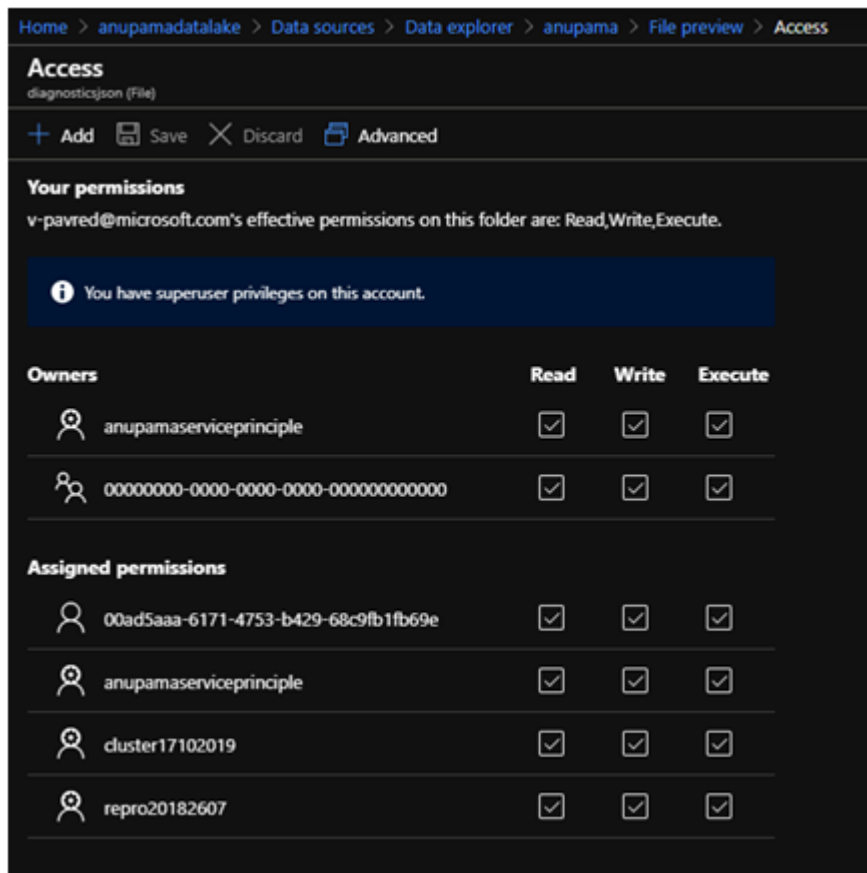 Home > anupamadatalake > Data sources > Data explorer > anupama > File preview > Access
Access
diagnosticsjson (File)
Add Save Discard Advanced
Your permissions
v-pavred@microsoft.com's effective permissions on this folder are: Read,Write,Execute.
You have superuser privileges on this account.
Owners Read Write Execute
anupamaserviceprinciple
00000000-0000-0000-0000-000000000000
Assigned permissions
00ad5aaa-6171-4753-b429-68c9fb1fb69e
anupamaserviceprinciple
cluster17102019
repro20182607